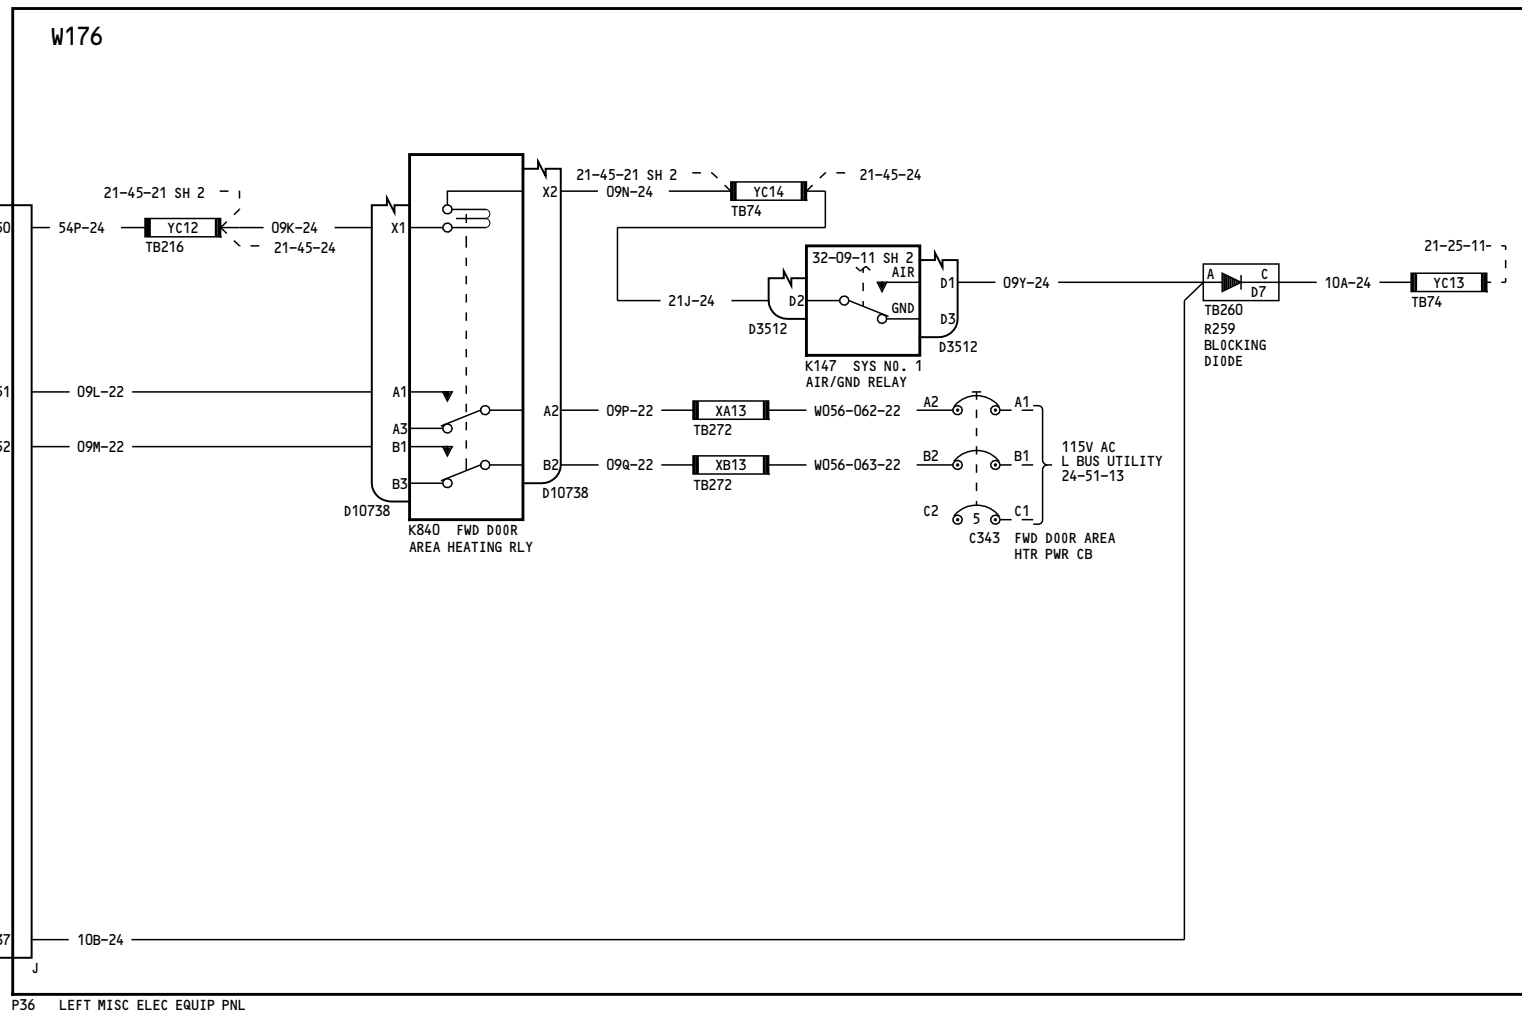 W176
21-45-21 SH 2
54P-24
YC12
TB216
09K-24
21-45-24
X1
X2
21-45-21 SH 2
09N-24
YC14
TB74
21-45-24
21J-24
32-09-11 SH 2
AIR
GND
D2
D1
D3
D3512
D3512
K147 SYS NO. 1
AIR/GND RELAY
09Y-24
A
C
D7
TB260
R259
BLOCKING
DIODE
10A-24
21-25-11
YC13
TB74
09L-22
A1
A3
B1
09M-22
B3
D10738
A2
B2
D10738
K840 FWD DOOR
AREA HEATING RLY
09P-22
XA13
TB272
W056-062-22
A2
A1
09Q-22
XB13
TB272
W056-063-22
B2
B1
C2
5
C1
115V AC
L BUS UTILITY
24-51-13
C343 FWD DOOR AREA
HTR PWR CB
10B-24
J
P36 LEFT MISC ELEC EQUIP PNL